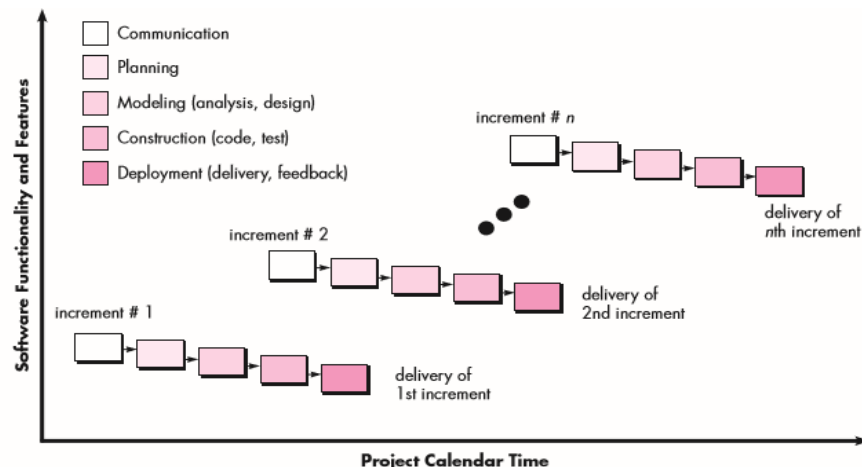 Communication
Planning
Modeling (analysis, design)
Construction (code, test)
Deployment (delivery, feedback)
increment # n
delivery of
nth increment
increment # 2
delivery of
2nd increment
increment # 1
delivery of
1st increment
Software Functionality and Features
Project Calendar Time